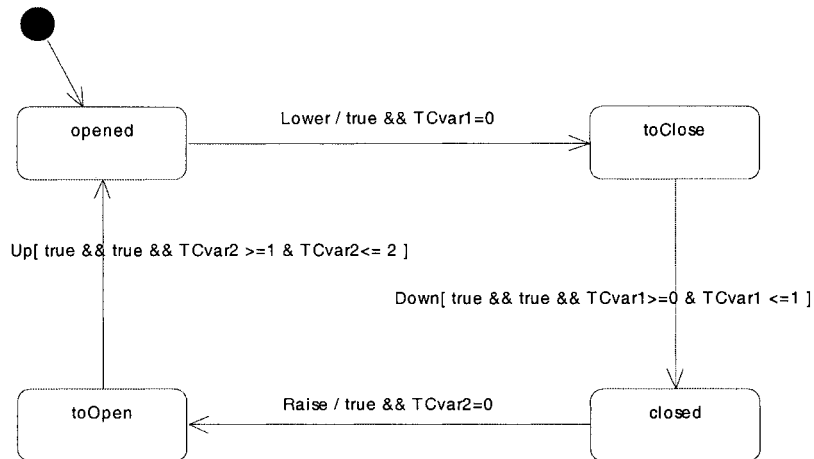 Lower / true && TCvar1=0
opened
toClose
Up[ true && true && TCvar2 >=1 & TCvar2<= 2 ]
Down[ true && true && TCvar1>=0 & TCvar1 <=1 ]
Raise / true && TCvar2=0
toOpen
closed